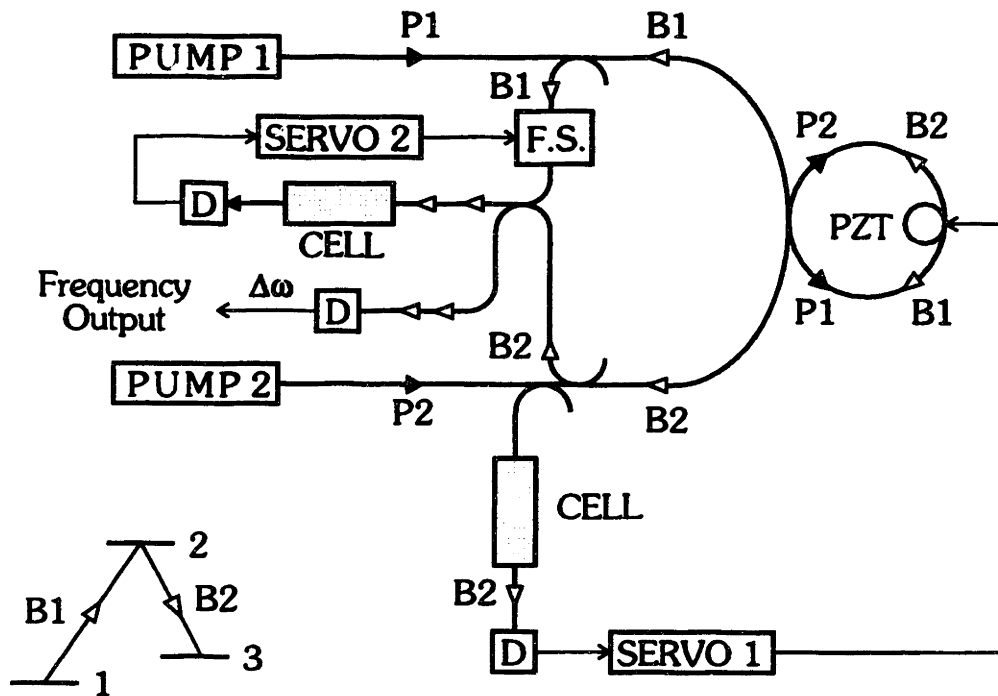 P1
B1
PUMP 1
B1
SERVO 2
F.S.
P2
B2
D
CELL
PZT
Frequency
Output
Δω
D
P1
B1
B2
PUMP 2
P2
B2
CELL
2
B1
B2
B2
3
1
D
SERVO 1